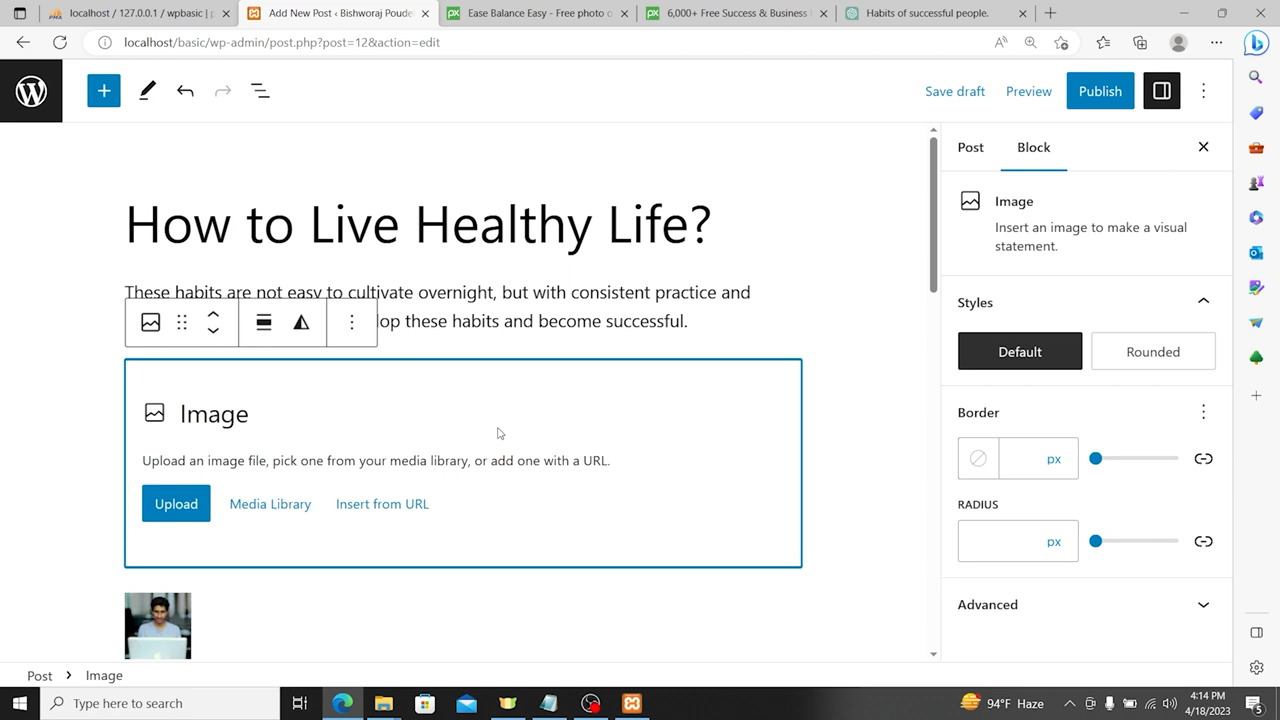 localhost / 127.0.0.1 / wpbasic | p
Add New Post ‹ Bishworaj Poude
Ease Balance Easy - Free photo o
6,000+ Free Success & Business I
Habits of successful people.
localhost/basic/wp-admin/post.php?post=12&action=edit
Save draft
Preview
Publish
Post
Block
How to Live Healthy Life?
These habits are not easy to cultivate overnight, but with consistent practice and
lop these habits and become successful.
Image
Upload an image file, pick one from your media library, or add one with a URL.
Upload
Media Library
Insert from URL
Image
Insert an image to make a visual
statement.
Styles
Default
Rounded
Border
px
RADIUS
px
Advanced
Post
Image
Type here to search
94°F Haze
4:14 PM
4/18/2023
5